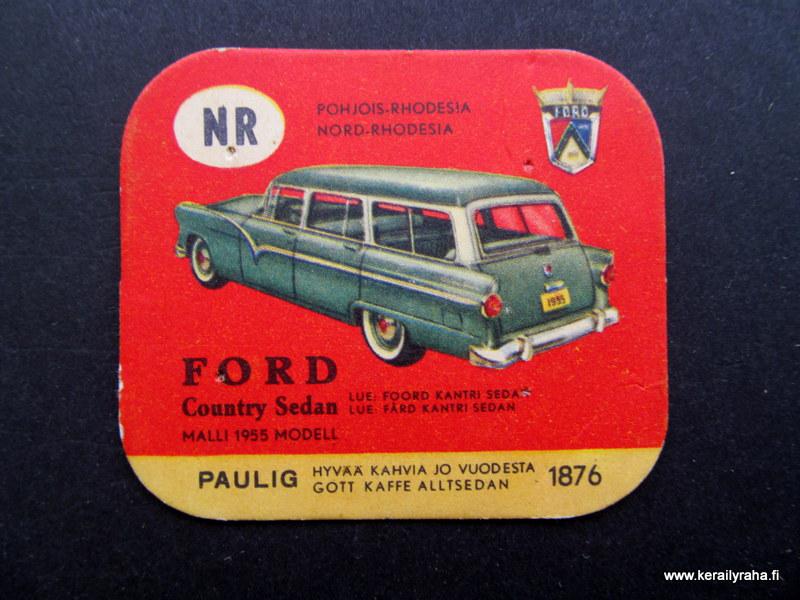 NR
POHJOIS-RHODESIA
NORD-RHODESIA
FORD
1955
FORD
Country Sedan
LUE: FOORD KANTRI SEDAN
LUE: FÅRD KANTRI SEDAN
MALLI 1955 MODELL
PAULIG
HYVÄÄ KAHVIA JO VUODESTA
GOTT KAFFE ALLTSEDAN
1876
www.kerailyraha.fi